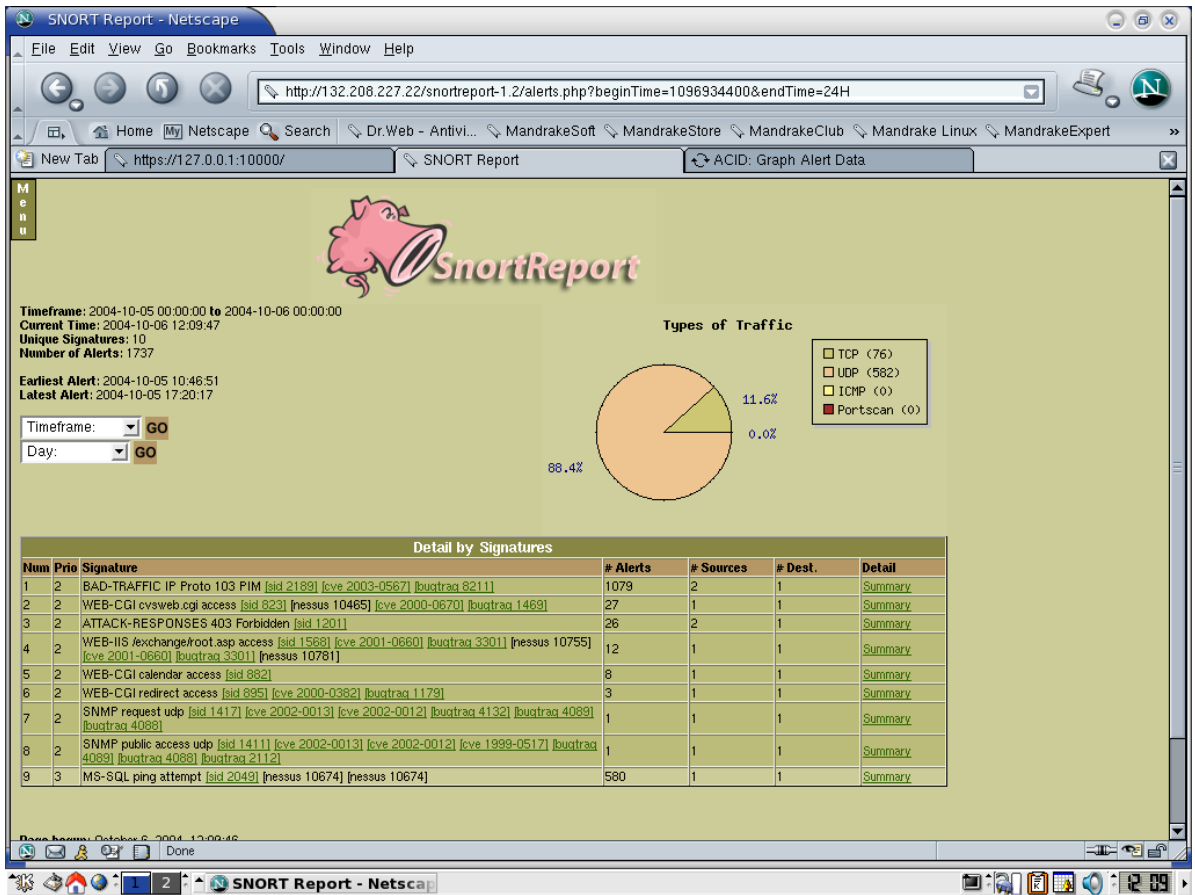 SNORT Report - Netscape
File Edit View Go Bookmarks Tools Window Help
http://132.208.227.22/snortreport-1.2/alerts.php?beginTime=1096934400&endTime=24H
Home My Netscape Search Dr.Web - Antivi... MandrakeSoft MandrakeStore MandrakeClub Mandrake Linux MandrakeExpert »
New Tab https://127.0.0.1:10000/ SNORT Report ACID: Graph Alert Data
Menu
SnortReport
Timeframe: 2004-10-05 00:00:00 to 2004-10-06 00:00:00
Current Time: 2004-10-06 12:09:47
Unique Signatures: 10
Number of Alerts: 1737
Earliest Alert: 2004-10-05 10:46:51
Latest Alert: 2004-10-05 17:20:17
Timeframe: GO
Day: GO
Types of Traffic
TCP (76)
UDP (582)
ICMP (0)
Portscan (0)
11.6%
0.0%
88.4%
Detail by Signatures
Num Prio Signature # Alerts # Sources # Dest. Detail
1 2 BAD-TRAFFIC IP Proto 103 PIM [sid 2189] [cve 2003-0567] [bugtraq 8211] 1079 2 1 Summary
2 2 WEB-CGI cvsweb.cgi access [sid 823] [nessus 10465] [cve 2000-0670] [bugtraq 1469] 27 1 1 Summary
3 2 ATTACK-RESPONSES 403 Forbidden [sid 1201] 26 2 1 Summary
4 2 WEB-IIS /exchange/root.asp access [sid 1568] [cve 2001-0660] [bugtraq 3301] [nessus 10755]
[cve 2001-0660] [bugtraq 3301] [nessus 10781] 12 1 1 Summary
5 2 WEB-CGI calendar access [sid 882] 8 1 1 Summary
6 2 WEB-CGI redirect access [sid 895] [cve 2000-0382] [bugtraq 1179] 3 1 1 Summary
7 2 SNMP request udp [sid 1417] [cve 2002-0013] [cve 2002-0012] [bugtraq 4132] [bugtraq 4089]
[bugtraq 4088] 1 1 1 Summary
8 2 SNMP public access udp [sid 1411] [cve 2002-0013] [cve 2002-0012] [cve 1999-0517] [bugtraq
4089] [bugtraq 4088] [bugtraq 2112] 1 1 1 Summary
9 3 MS-SQL ping attempt [sid 2049] [nessus 10674] [nessus 10674] 580 1 1 Summary
Page begun: October 6, 2004, 12:09:46
Done
1 2 SNORT Report - Netscap